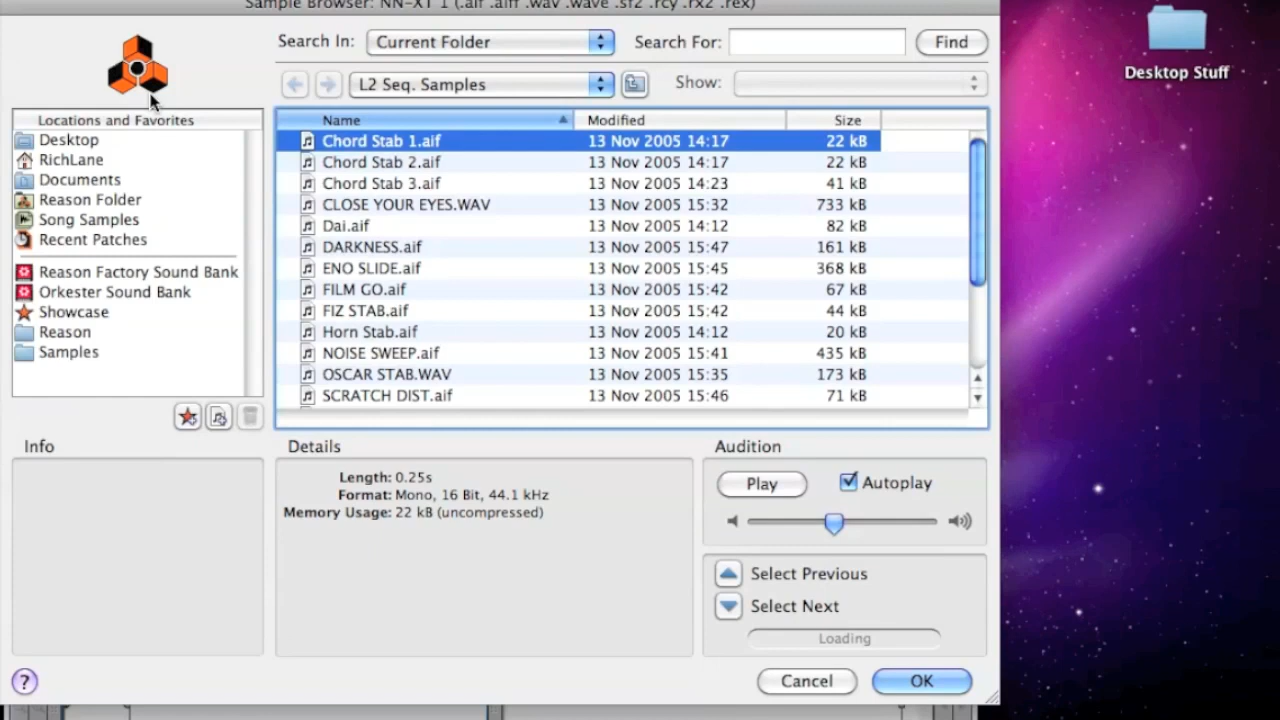 Sample Browser: NN-XT 1 (.aif .aiff .wav .wave .sf2 .rcy .rx2 .rex)
Search In: Current Folder Search For: Find
L2 Seq. Samples Show:
Desktop Stuff
Locations and Favorites
Desktop
RichLane
Documents
Reason Folder
Song Samples
Recent Patches
Reason Factory Sound Bank
Orkester Sound Bank
Showcase
Reason
Samples
Name Modified Size
Chord Stab 1.aif 13 Nov 2005 14:17 22 kB
Chord Stab 2.aif 13 Nov 2005 14:17 22 kB
Chord Stab 3.aif 13 Nov 2005 14:23 41 kB
CLOSE YOUR EYES.WAV 13 Nov 2005 15:32 733 kB
Dai.aif 13 Nov 2005 14:12 82 kB
DARKNESS.aif 13 Nov 2005 15:47 161 kB
ENO SLIDE.aif 13 Nov 2005 15:45 368 kB
FILM GO.aif 13 Nov 2005 15:42 67 kB
FIZ STAB.aif 13 Nov 2005 15:42 44 kB
Horn Stab.aif 13 Nov 2005 14:12 20 kB
NOISE SWEEP.aif 13 Nov 2005 15:41 435 kB
OSCAR STAB.WAV 13 Nov 2005 15:35 173 kB
SCRATCH DIST.aif 13 Nov 2005 15:46 71 kB
Info
Details
Length: 0.25s
Format: Mono, 16 Bit, 44.1 kHz
Memory Usage: 22 kB (uncompressed)
Audition
Play Autoplay
Select Previous
Select Next
Loading
? Cancel OK